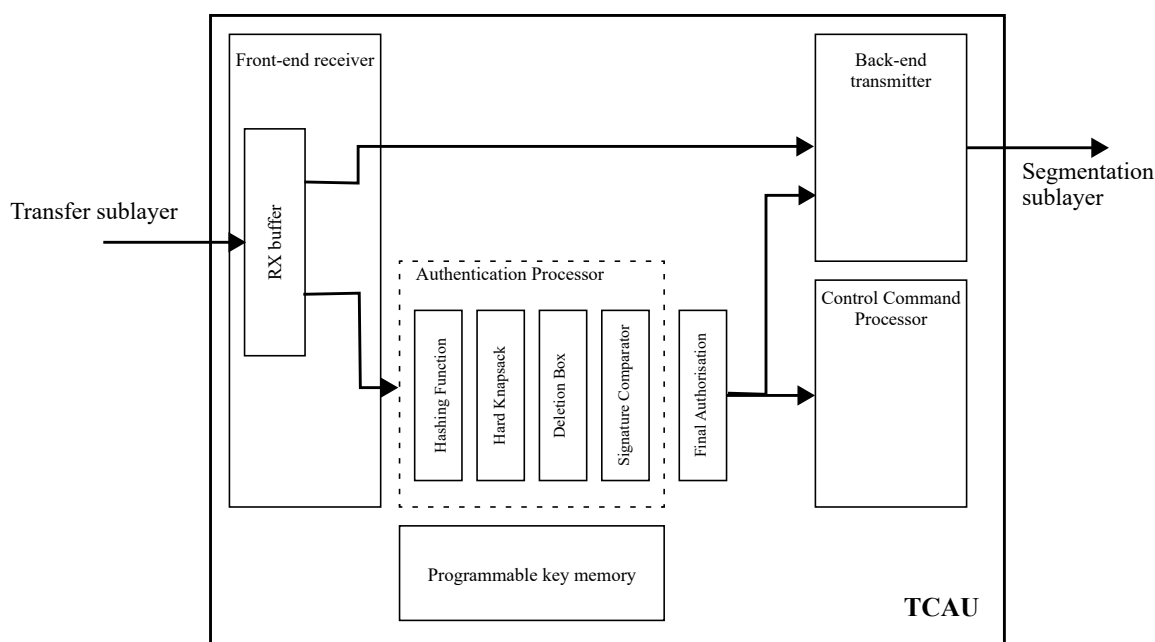 Front-end receiver
Back-end
transmitter
Transfer sublayer
RX buffer
Segmentation
sublayer
Authentication Processor
Hashing Function
Hard Knapsack
Deletion Box
Signature Comparator
Final Authorisation
Control Command
Processor
Programmable key memory
TCAU